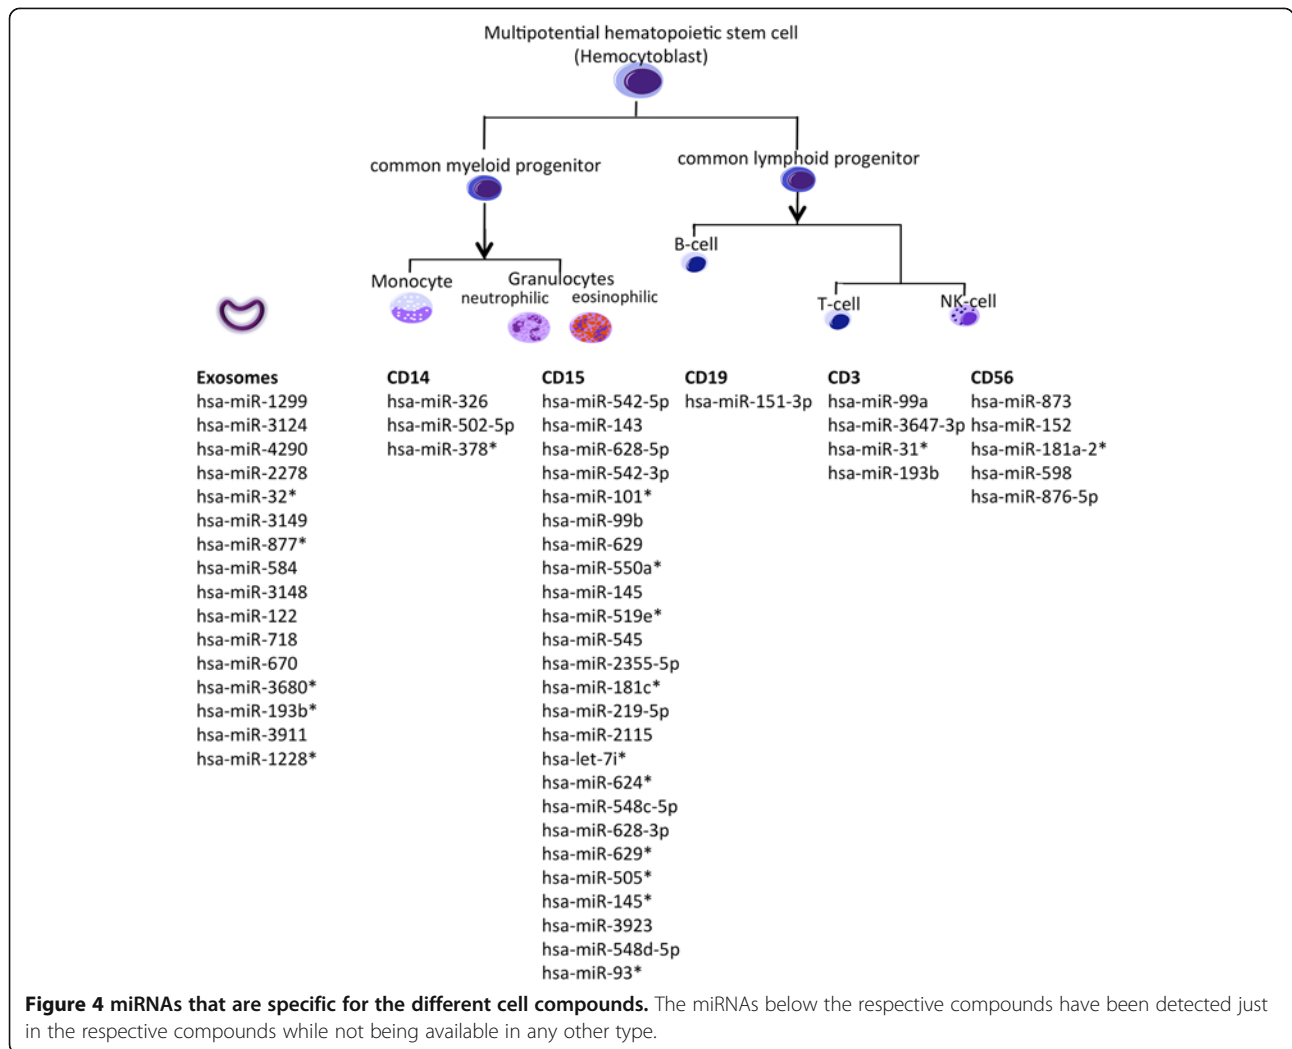 Multipotential hematopoietic stem cell
(Hemocytoblast)
common myeloid progenitor
common lymphoid progenitor
B-cell
Monocyte
Granulocytes
neutrophilic
eosinophilic
T-cell
NK-cell
Exosomes
hsa-miR-1299
hsa-miR-3124
hsa-miR-4290
hsa-miR-2278
hsa-miR-32*
hsa-miR-3149
hsa-miR-877*
hsa-miR-584
hsa-miR-3148
hsa-miR-122
hsa-miR-718
hsa-miR-670
hsa-miR-3680*
hsa-miR-193b*
hsa-miR-3911
hsa-miR-1228*
CD14
hsa-miR-326
hsa-miR-502-5p
hsa-miR-378*
CD15
hsa-miR-542-5p
hsa-miR-143
hsa-miR-628-5p
hsa-miR-542-3p
hsa-miR-101*
hsa-miR-99b
hsa-miR-629
hsa-miR-550a*
hsa-miR-145
hsa-miR-519e*
hsa-miR-545
hsa-miR-2355-5p
hsa-miR-181c*
hsa-miR-219-5p
hsa-miR-2115
hsa-let-7i*
hsa-miR-624*
hsa-miR-548c-5p
hsa-miR-628-3p
hsa-miR-629*
hsa-miR-505*
hsa-miR-145*
hsa-miR-3923
hsa-miR-548d-5p
hsa-miR-93*
CD19
hsa-miR-151-3p
CD3
hsa-miR-99a
hsa-miR-3647-3p
hsa-miR-31*
hsa-miR-193b
CD56
hsa-miR-873
hsa-miR-152
hsa-miR-181a-2*
hsa-miR-598
hsa-miR-876-5p
Figure 4 miRNAs that are specific for the different cell compounds. The miRNAs below the respective compounds have been detected just
in the respective compounds while not being available in any other type.